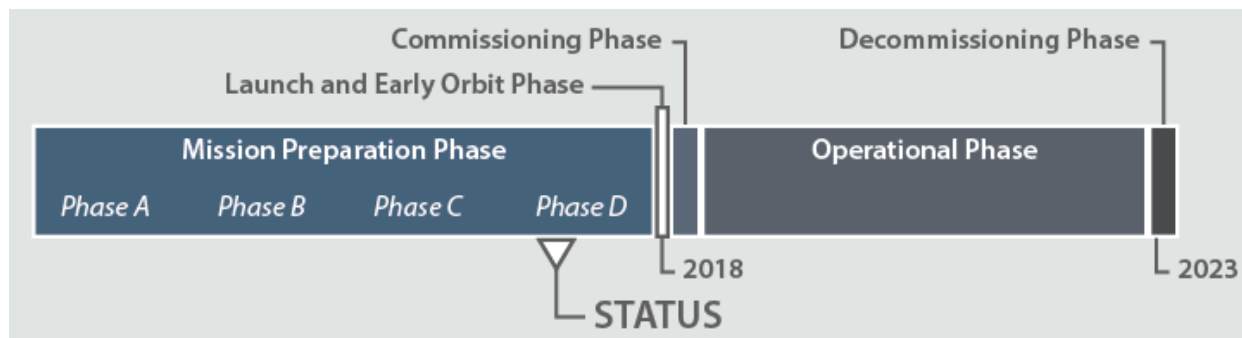 Commissioning Phase
Decommissioning Phase
Launch and Early Orbit Phase
Mission Preparation Phase
Operational Phase
Phase A
Phase B
Phase C
Phase D
2018
2023
STATUS